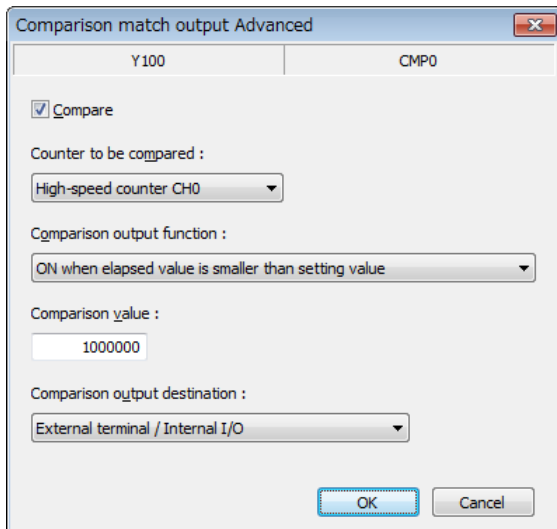 Comparison match output Advanced
Y100 CMP0
Compare
Counter to be compared :
High-speed counter CH0
Comparison output function :
ON when elapsed value is smaller than setting value
Comparison value :
1000000
Comparison output destination :
External terminal / Internal I/O
OK Cancel